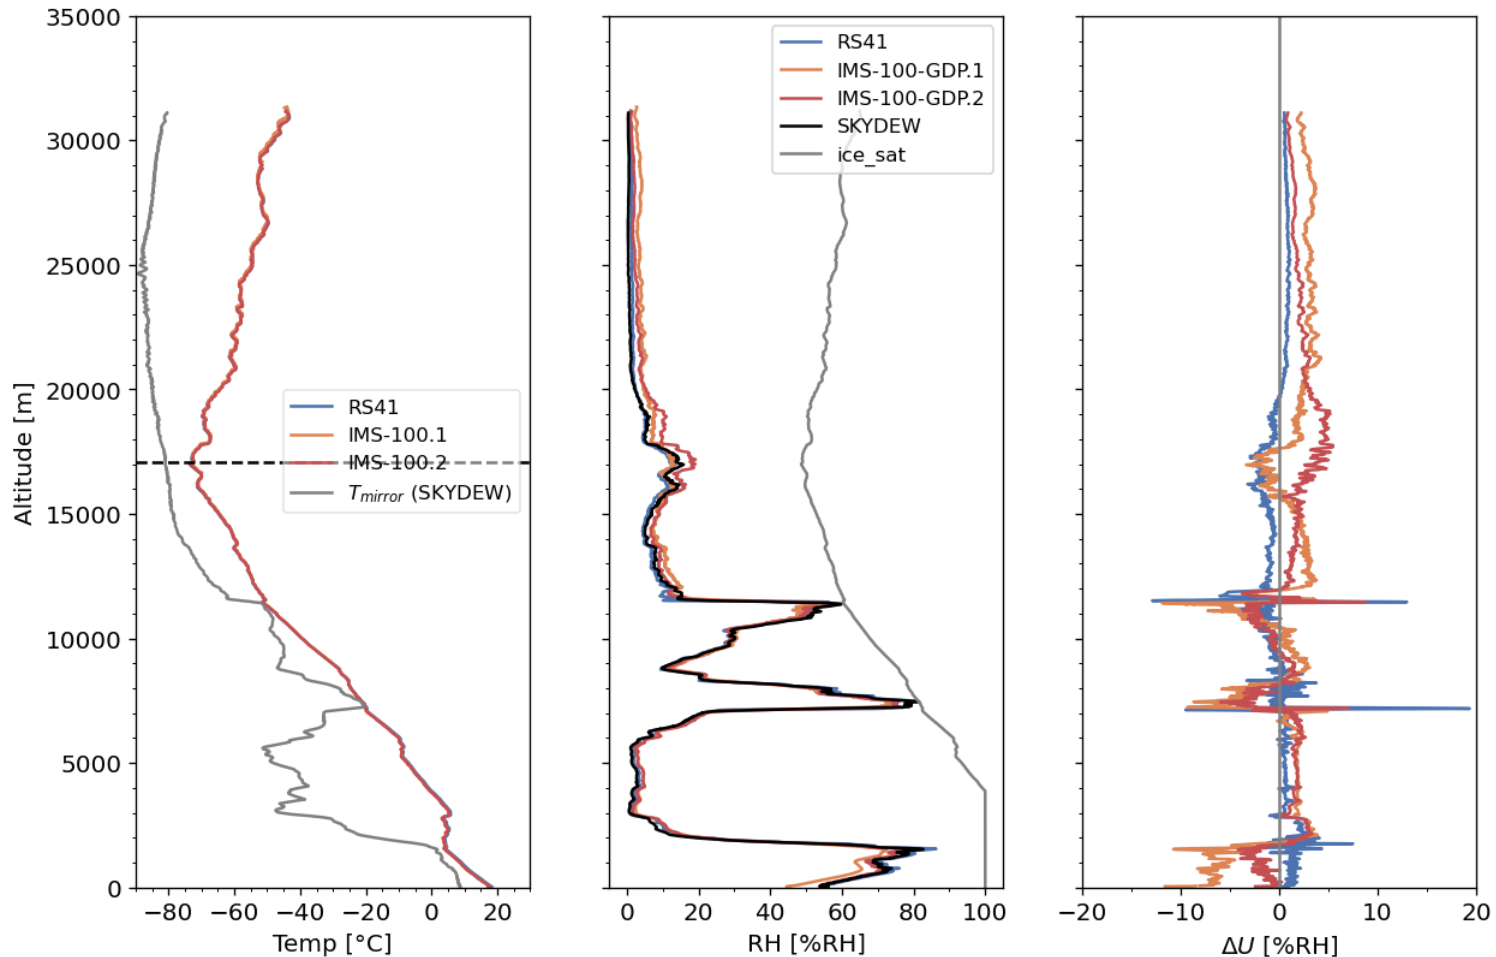 35000
30000
25000
20000
15000
10000
5000
0
Altitude [m]
RS41
IMS-100.1
IMS-100.2
T_mirror (SKYDEW)
−80 −60 −40 −20 0 20
Temp [°C]
RS41
IMS-100-GDP.1
IMS-100-GDP.2
SKYDEW
ice_sat
0 20 40 60 80 100
RH [%RH]
−20 −10 0 10 20
ΔU [%RH]